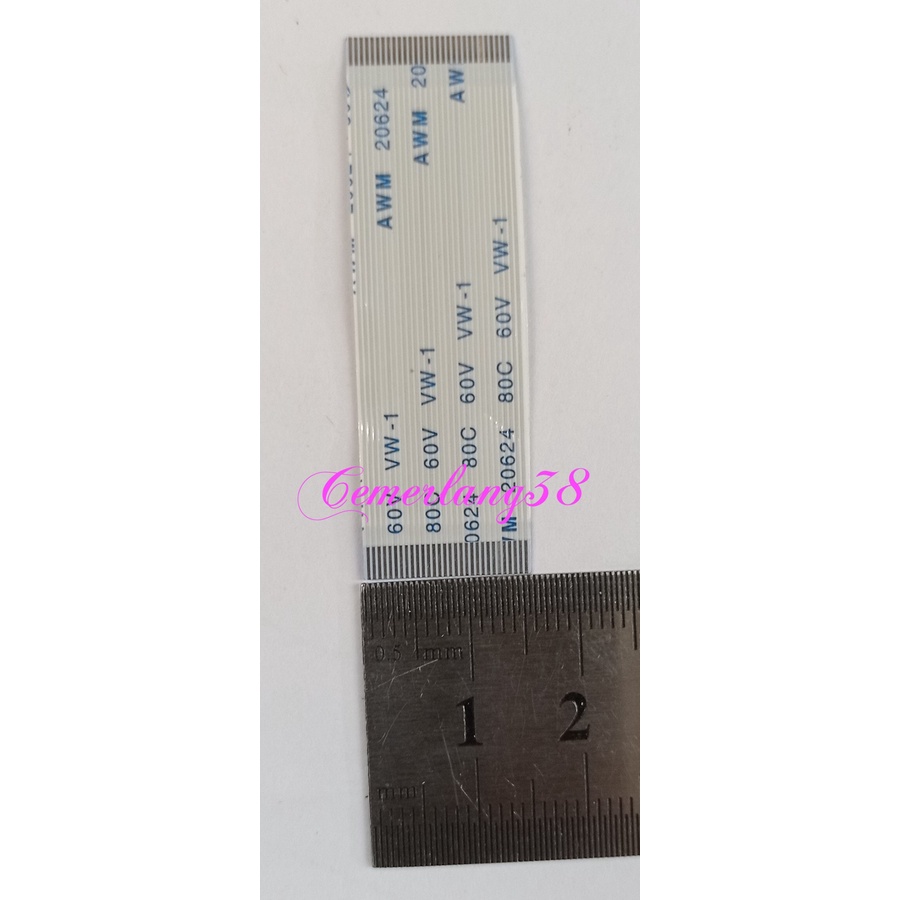 AWM 20624
AWM 20
AW
60V VW-1
80C 60V VW-1
0624 80C 60V VW-1
WM 20624 80C 60V VW-1
Cemerlang38
0.5 mm
1 2
mm